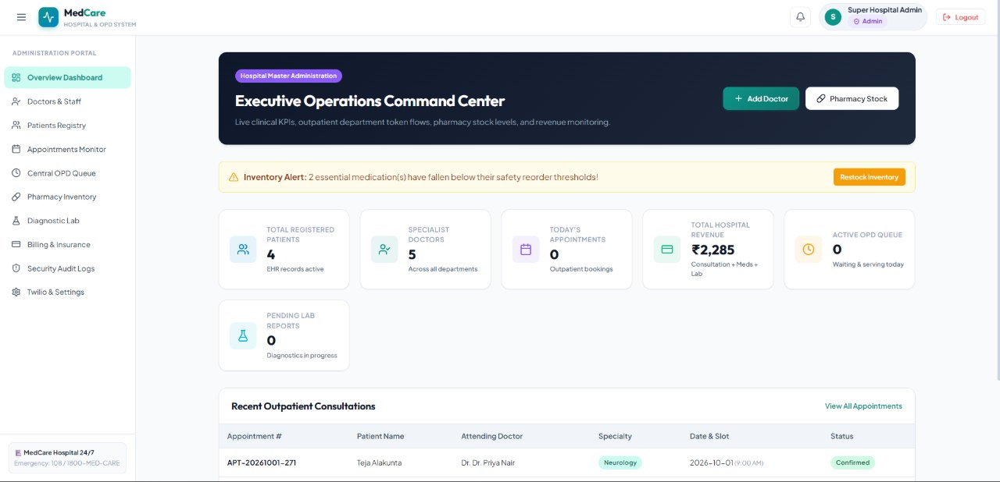 MedCare
HOSPITAL & OPD SYSTEM
S
Super Hospital Admin
Admin
Logout
ADMINISTRATION PORTAL
Overview Dashboard
Doctors & Staff
Patients Registry
Appointments Monitor
Central OPD Queue
Pharmacy Inventory
Diagnostic Lab
Billing & Insurance
Security Audit Logs
Twilio & Settings
MedCare Hospital 24/7
Emergency: 108 / 1800-MED-CARE
Hospital Master Administration
Executive Operations Command Center
Live clinical KPIs, outpatient department token flows, pharmacy stock levels, and revenue monitoring.
Add Doctor
Pharmacy Stock
Inventory Alert: 2 essential medication(s) have fallen below their safety reorder thresholds!
Restock Inventory
TOTAL REGISTERED
PATIENTS
4
EHR records active
SPECIALIST
DOCTORS
5
Across all departments
TODAY'S
APPOINTMENTS
0
Outpatient bookings
TOTAL HOSPITAL
REVENUE
₹2,285
Consultation + Meds +
Lab
ACTIVE OPD QUEUE
0
Waiting & serving today
PENDING LAB
REPORTS
0
Diagnostics in progress
Recent Outpatient Consultations
View All Appointments
Appointment # Patient Name Attending Doctor Specialty Date & Slot Status
APT-20261001-271 Teja Alakunta Dr. Dr. Priya Nair Neurology 2026-10-01 (9:00 AM) Confirmed